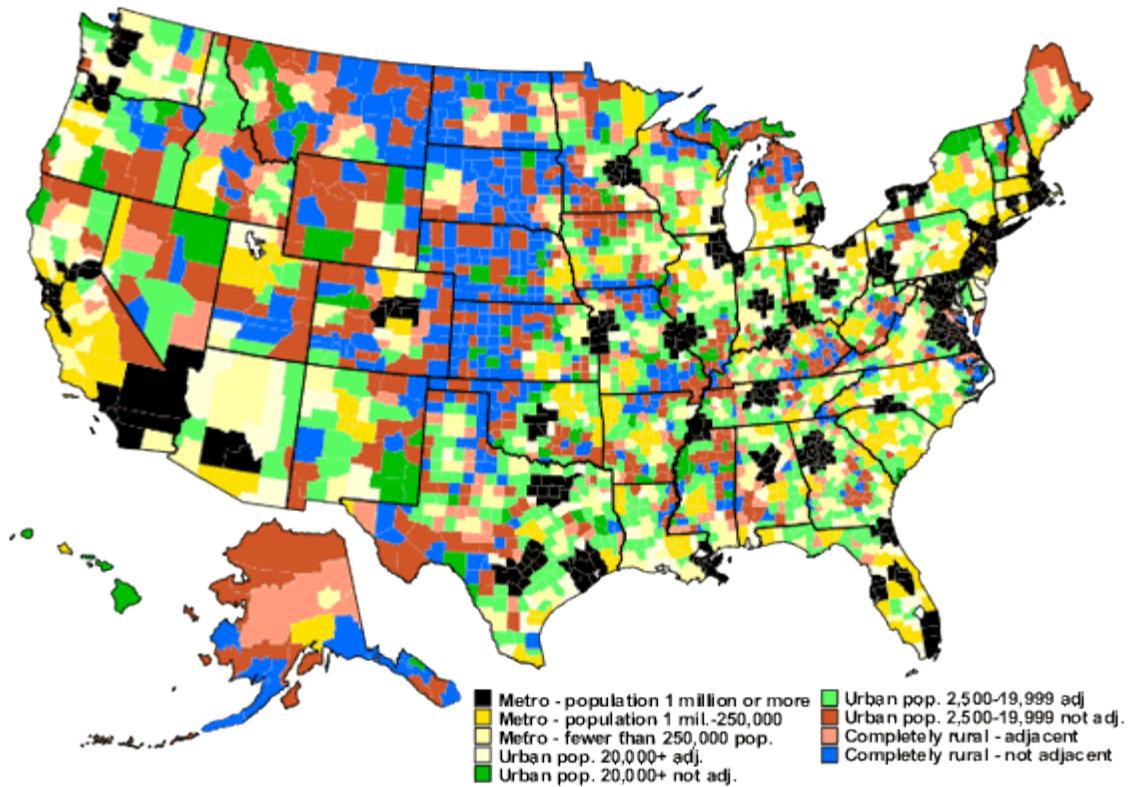 Metro - population 1 million or more
Metro - population 1 mil.-250,000
Metro - fewer than 250,000 pop.
Urban pop. 20,000+ adj.
Urban pop. 20,000+ not adj.
Urban pop. 2,500-19,999 adj
Urban pop. 2,500-19,999 not adj.
Completely rural - adjacent
Completely rural - not adjacent